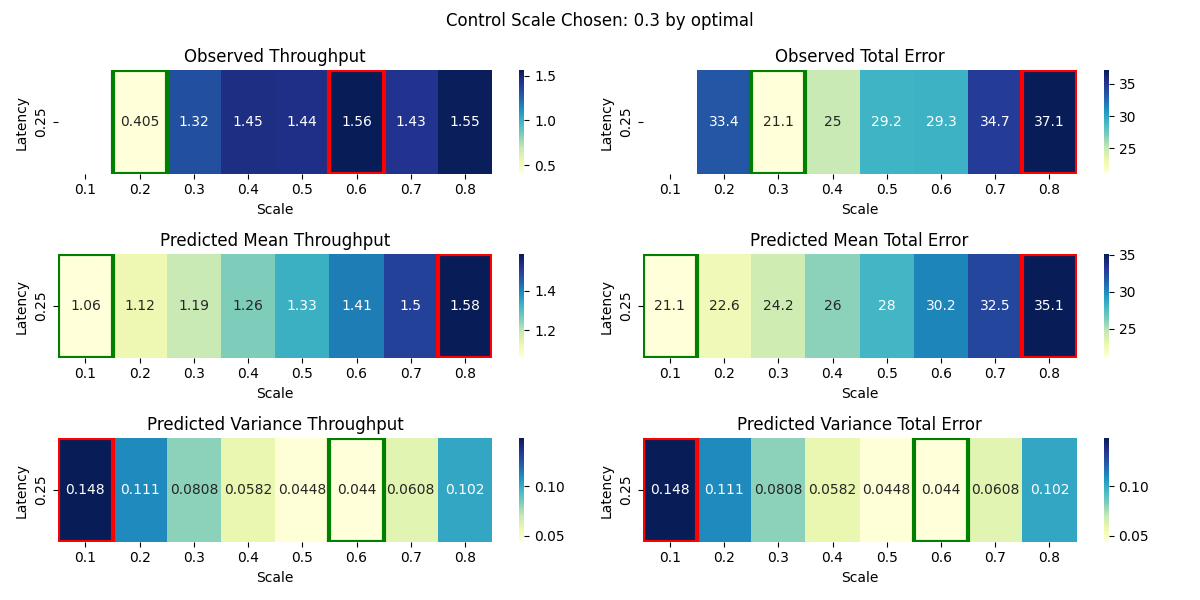 Control Scale Chosen: 0.3 by optimal
Observed Throughput
Latency
0.25
0.405 1.32 1.45 1.44 1.56 1.43 1.55
0.1 0.2 0.3 0.4 0.5 0.6 0.7 0.8
Scale
1.5
1.0
0.5
Observed Total Error
Latency
0.25
33.4 21.1 25 29.2 29.3 34.7 37.1
0.1 0.2 0.3 0.4 0.5 0.6 0.7 0.8
Scale
35
30
25
Predicted Mean Throughput
Latency
0.25
1.06 1.12 1.19 1.26 1.33 1.41 1.5 1.58
0.1 0.2 0.3 0.4 0.5 0.6 0.7 0.8
Scale
1.4
1.2
Predicted Mean Total Error
Latency
0.25
21.1 22.6 24.2 26 28 30.2 32.5 35.1
0.1 0.2 0.3 0.4 0.5 0.6 0.7 0.8
Scale
35
30
25
Predicted Variance Throughput
Latency
0.25
0.148 0.111 0.0808 0.0582 0.0448 0.044 0.0608 0.102
0.1 0.2 0.3 0.4 0.5 0.6 0.7 0.8
Scale
0.10
0.05
Predicted Variance Total Error
Latency
0.25
0.148 0.111 0.0808 0.0582 0.0448 0.044 0.0608 0.102
0.1 0.2 0.3 0.4 0.5 0.6 0.7 0.8
Scale
0.10
0.05